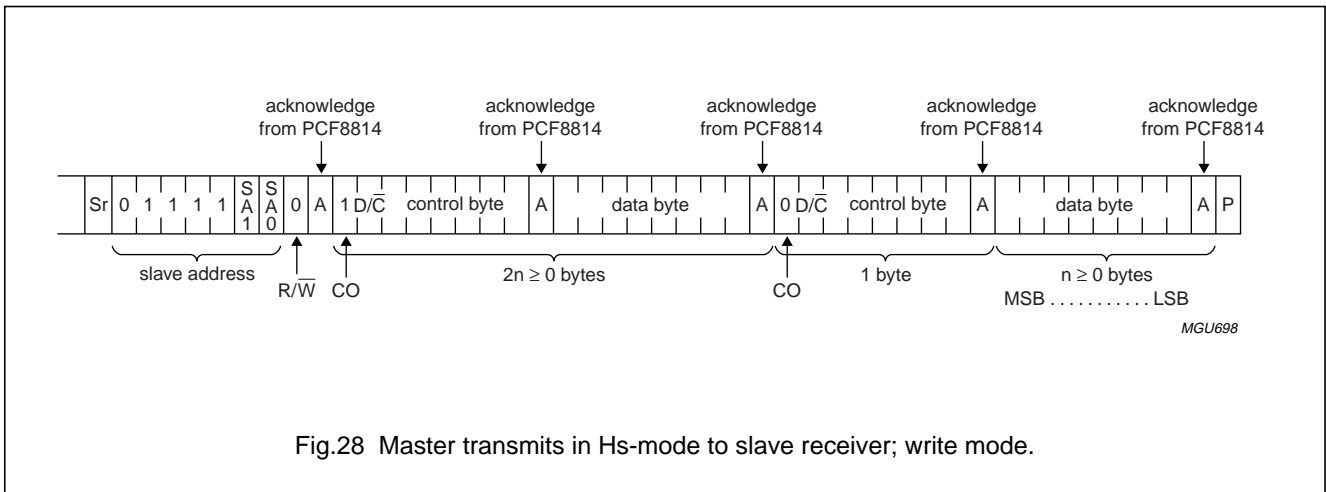 acknowledge
from PCF8814
acknowledge
from PCF8814
acknowledge
from PCF8814
acknowledge
from PCF8814
acknowledge
from PCF8814
Sr 0 1 1 1 1 SA1 SA0 0 A 1 D/C̅ control byte A data byte A 0 D/C̅ control byte A data byte A P
slave address
R/W̅
CO
2n ≥ 0 bytes
CO
1 byte
n ≥ 0 bytes
MSB . . . . . . . . . . . LSB
MGU698
Fig.28 Master transmits in Hs-mode to slave receiver; write mode.